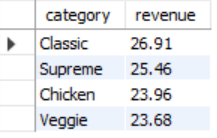 category revenue
Classic 26.91
Supreme 25.46
Chicken 23.96
Veggie 23.68